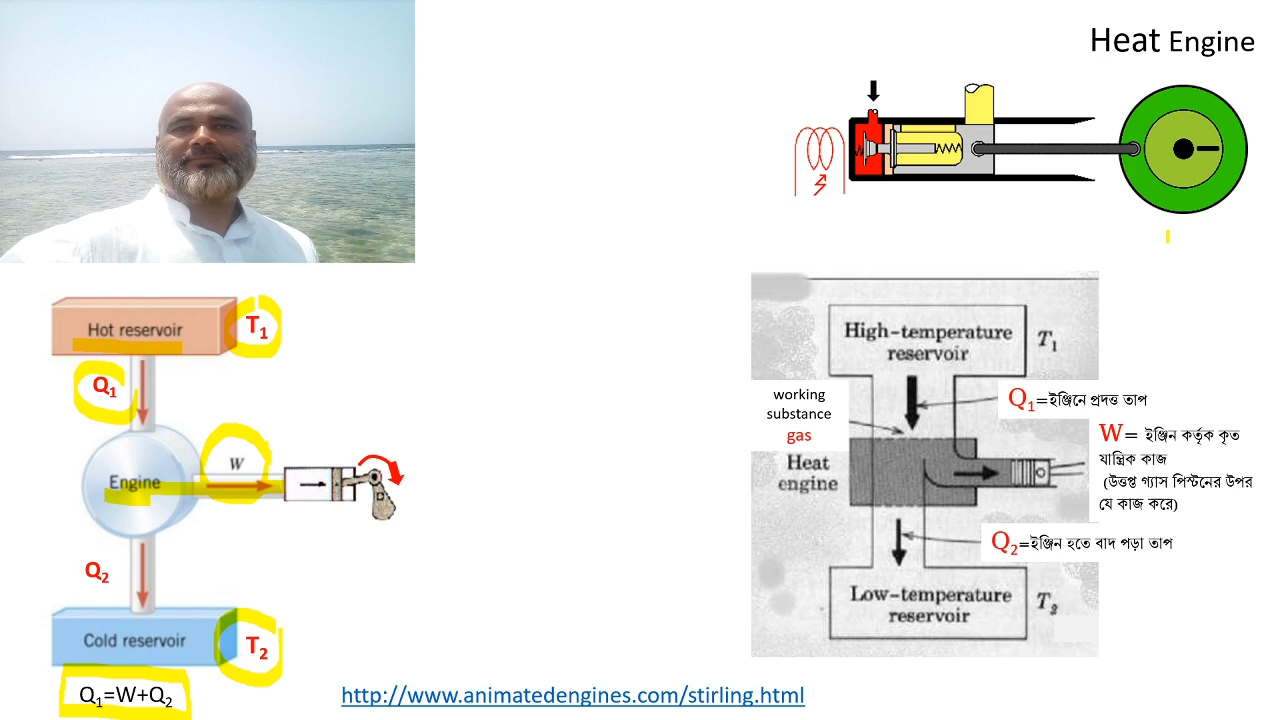 Heat Engine
Hot reservoir
T₁
Q₁
W
Engine
Q₂
Cold reservoir
T₂
Q₁=W+Q₂
http://www.animatedengines.com/stirling.html
High-temperature
reservoir
T₁
working
substance
gas
Q₁=ইঞ্জিনে প্রদত্ত তাপ
W= ইঞ্জিন কর্তৃক কৃত
যান্ত্রিক কাজ
(উত্তপ্ত গ্যাস পিস্টনের উপর
যে কাজ করে)
Heat
engine
Q₂=ইঞ্জিন হতে বাদ পড়া তাপ
Low-temperature
reservoir
T₂